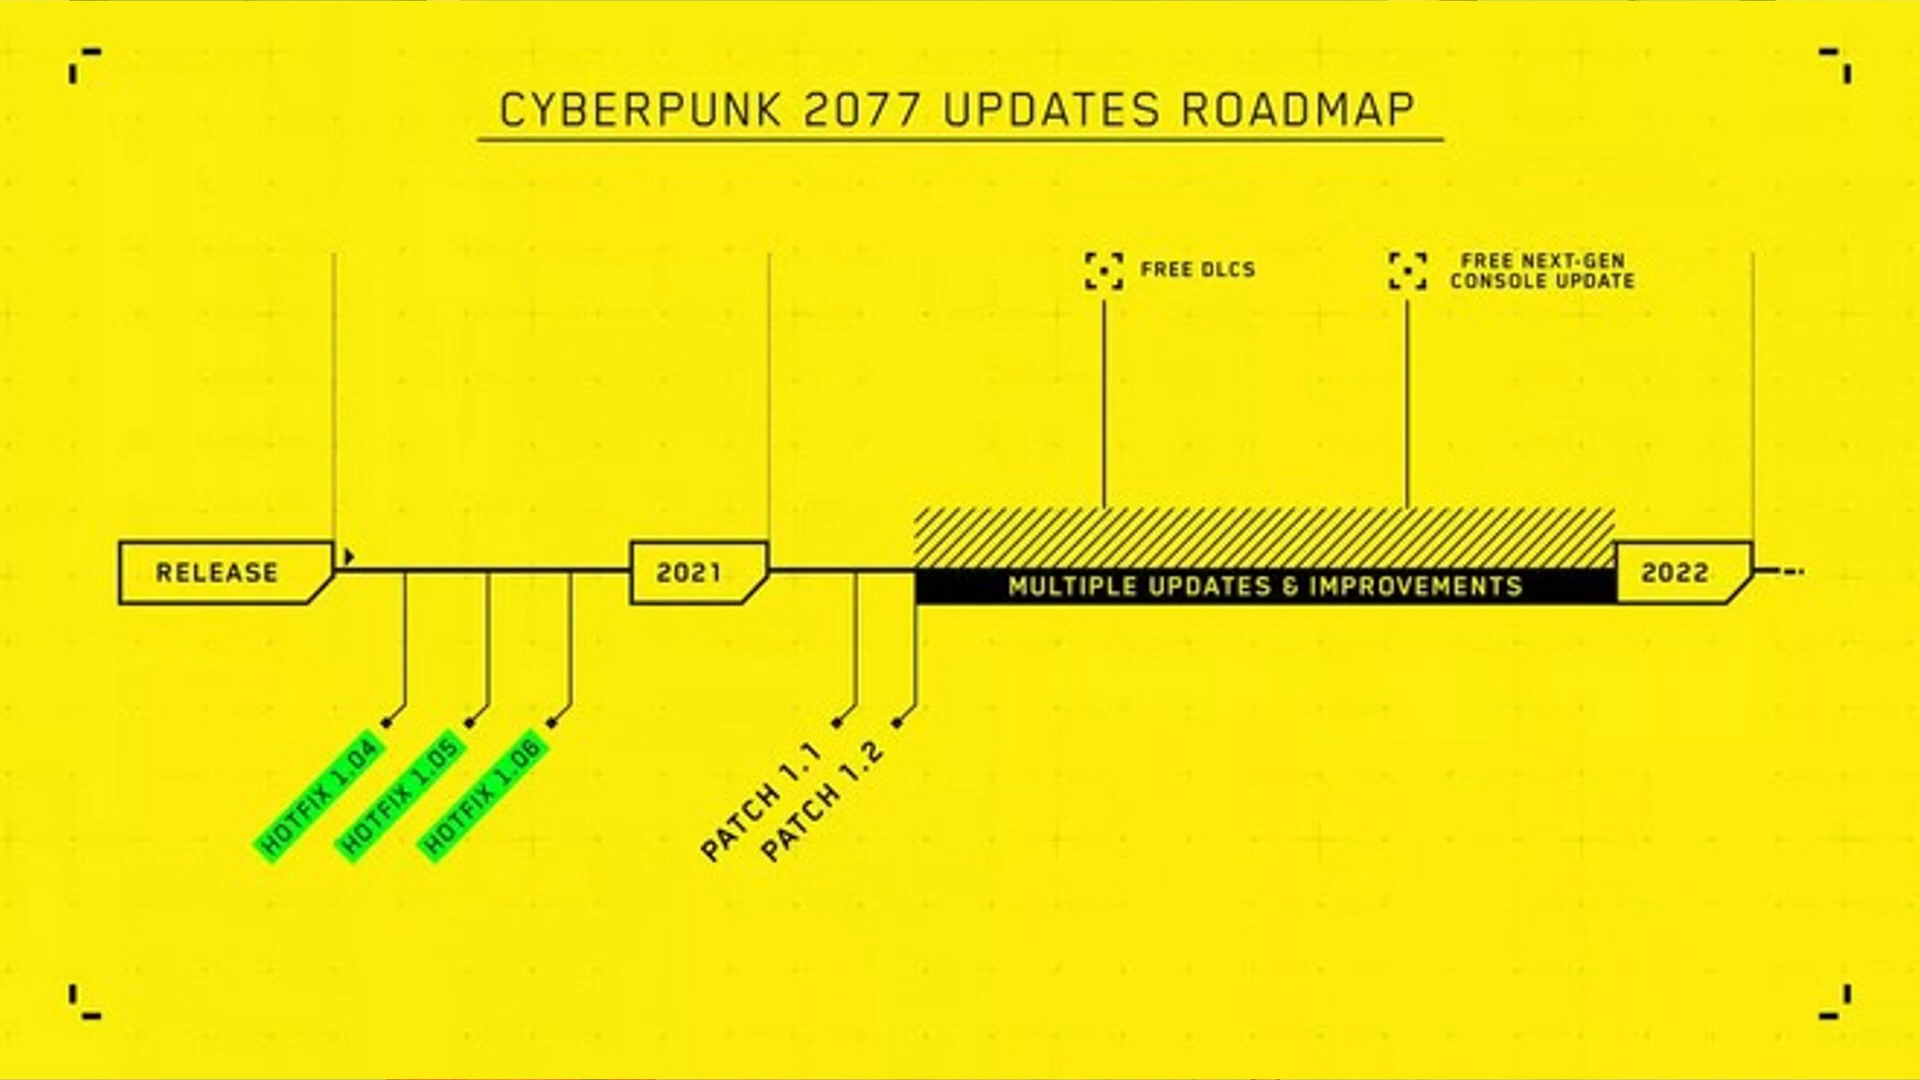 CYBERPUNK 2077 UPDATES ROADMAP
FREE DLCS
FREE NEXT-GEN
CONSOLE UPDATE
RELEASE
2021
MULTIPLE UPDATES & IMPROVEMENTS
2022
HOTFIX 1.04
HOTFIX 1.05
HOTFIX 1.06
PATCH 1.1
PATCH 1.2